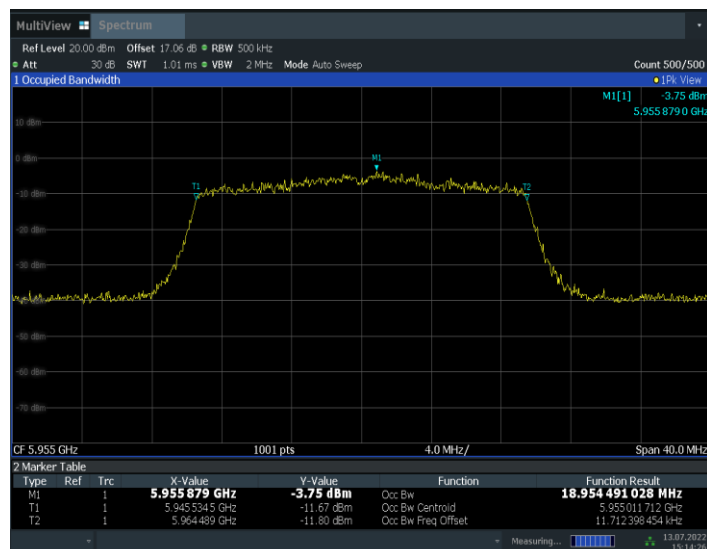 MultiView Spectrum
Ref Level 20.00 dBm Offset 17.06 dB RBW 500 kHz
Att 30 dB SWT 1.01 ms VBW 2 MHz Mode Auto Sweep Count 500/500
1 Occupied Bandwidth 1Pk View
M1[1] -3.75 dBm
5.955 879 0 GHz
10 dBm
0 dBm
M1
T1 T2
-10 dBm
-20 dBm
-30 dBm
-50 dBm
-60 dBm
-70 dBm
CF 5.955 GHz 1001 pts 4.0 MHz/ Span 40.0 MHz
2 Marker Table
Type Ref Trc X-Value Y-Value Function Function Result
M1 1 5.955 879 GHz -3.75 dBm Occ Bw 18.954 491 028 MHz
T1 1 5.945 534 5 GHz -11.67 dBm Occ Bw Centroid 5.955 011 712 GHz
T2 1 5.964 489 GHz -11.80 dBm Occ Bw Freq Offset 11.712 398 454 kHz
Measuring... 13.07.2022
15:14:26